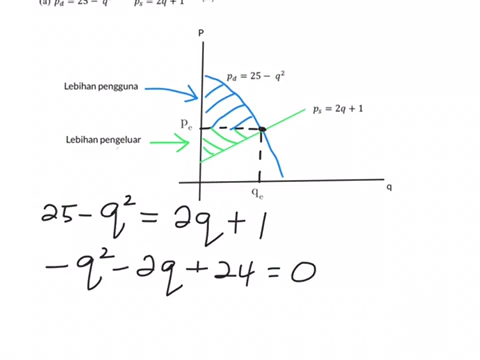 (a) p_d = 25 − q² p_s = 2q + 1
P
p_d = 25 − q²
Lebihan pengguna
p_s = 2q + 1
p_e
Lebihan pengeluar
q_e
q
25 − q² = 2q + 1
−q² − 2q + 24 = 0